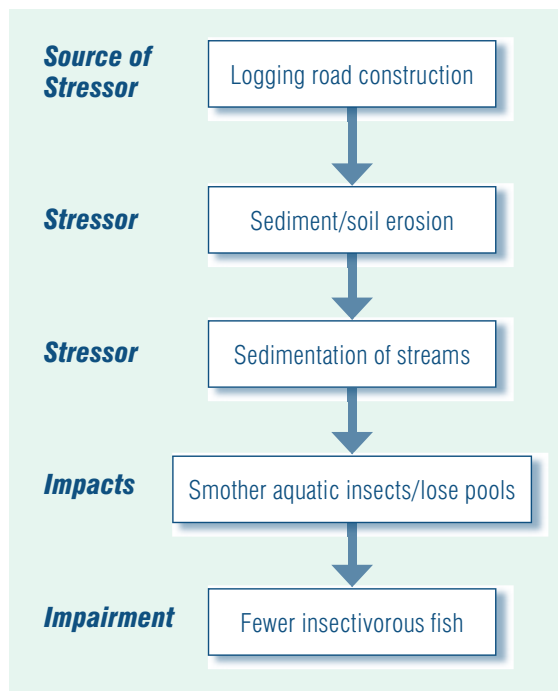 Source of
Stressor
Logging road construction
Stressor
Sediment/soil erosion
Stressor
Sedimentation of streams
Impacts
Smother aquatic insects/lose pools
Impairment
Fewer insectivorous fish